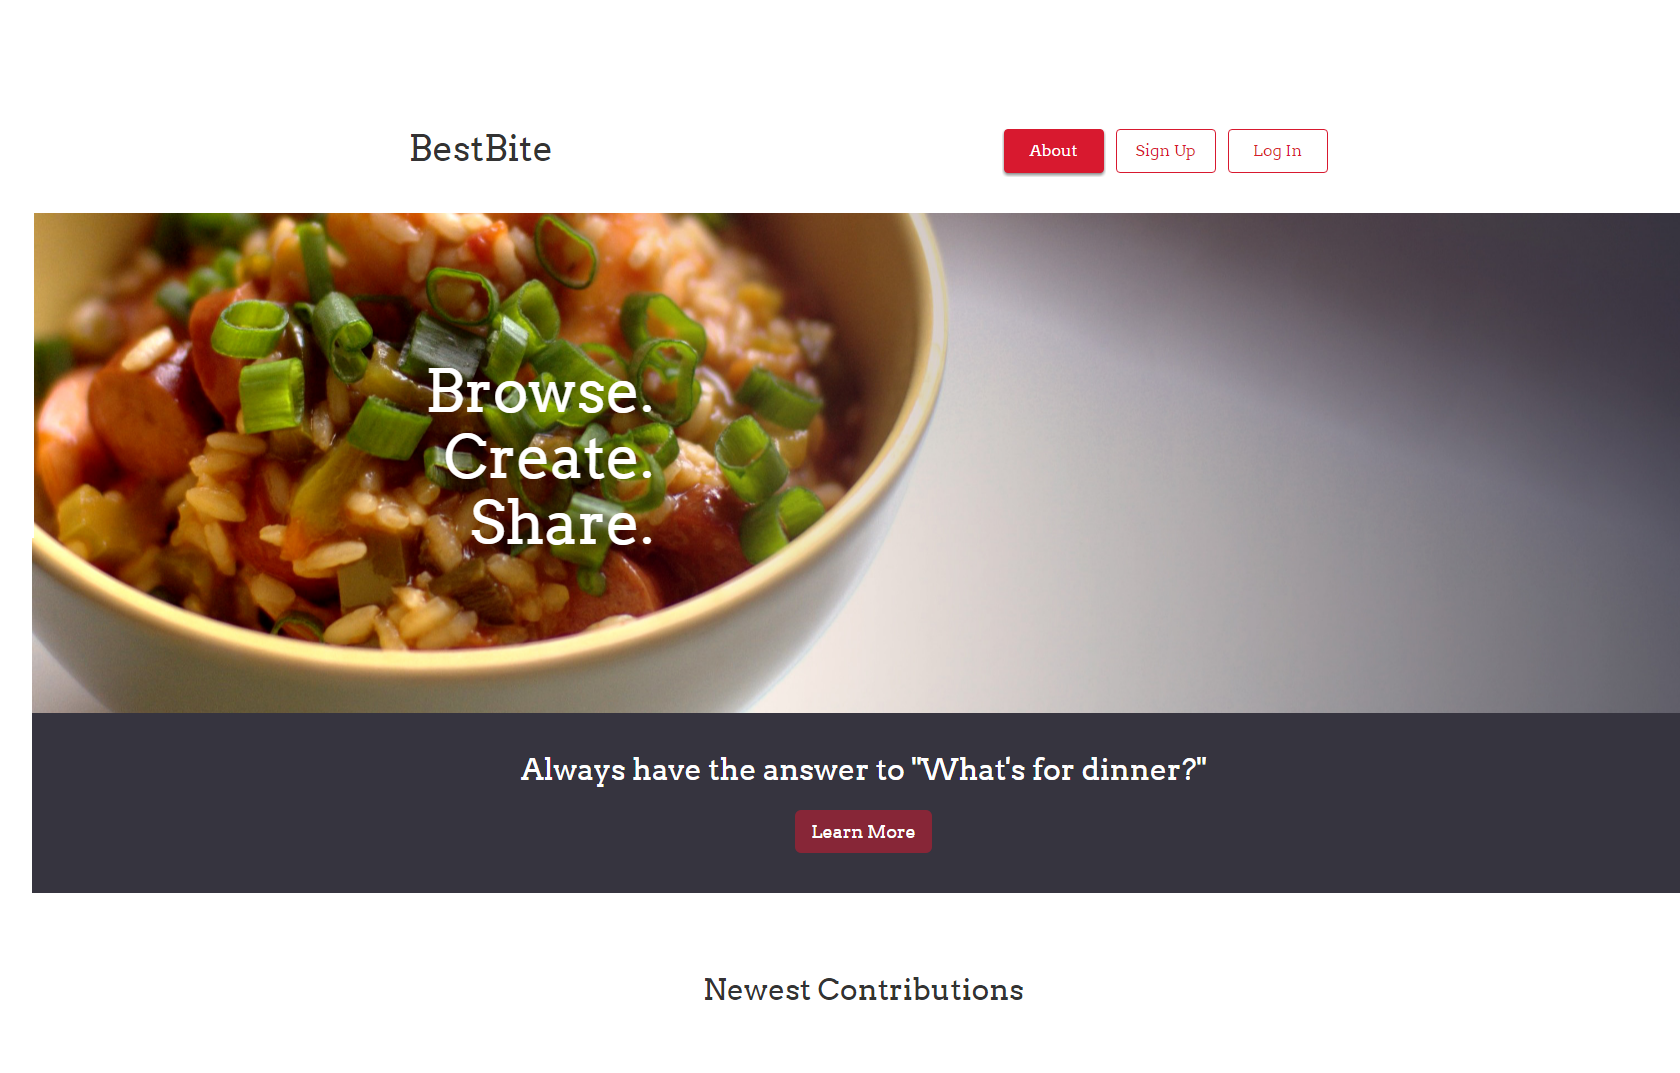 BestBite
About
Sign Up
Log In
Browse.
Create.
Share.
Always have the answer to "What's for dinner?"
Learn More
Newest Contributions